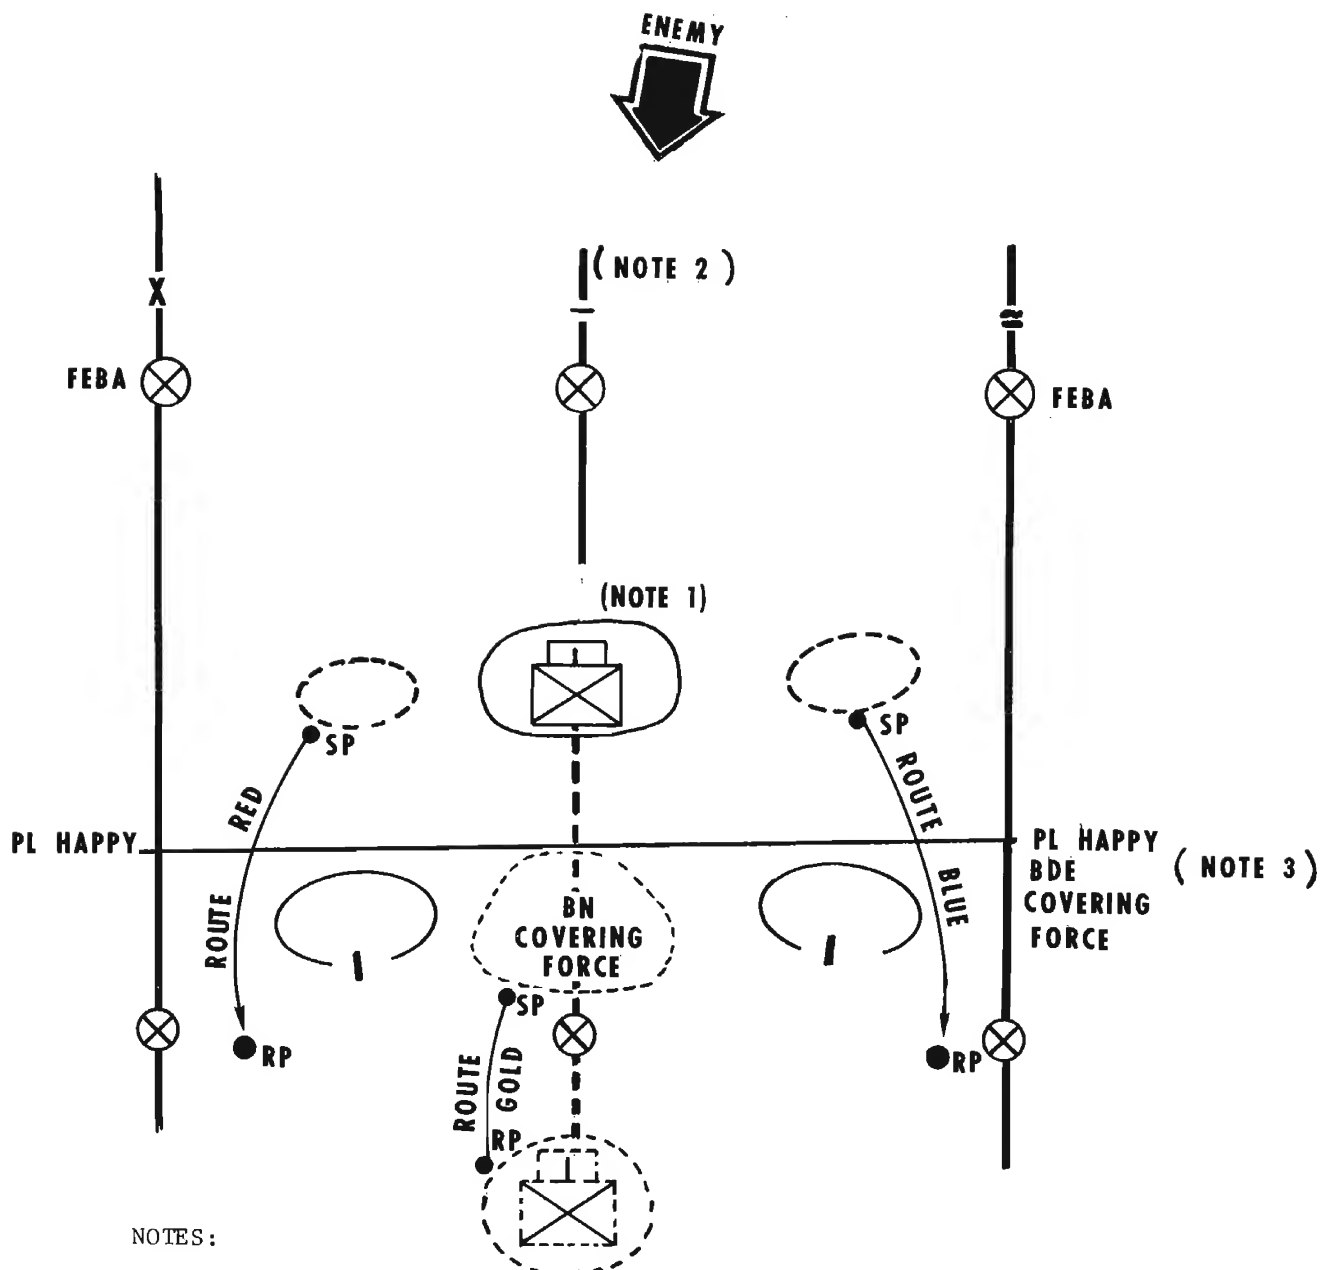 ENEMY
(NOTE 2)
X
FEBA
FEBA
(NOTE 1)
SP
SP
ROUTE RED
ROUTE BLUE
PL HAPPY
PL HAPPY
BDE
COVERING
FORCE
(NOTE 3)
BN
COVERING
FORCE
SP
RP
RP
ROUTE GOLD
RP
NOTES: